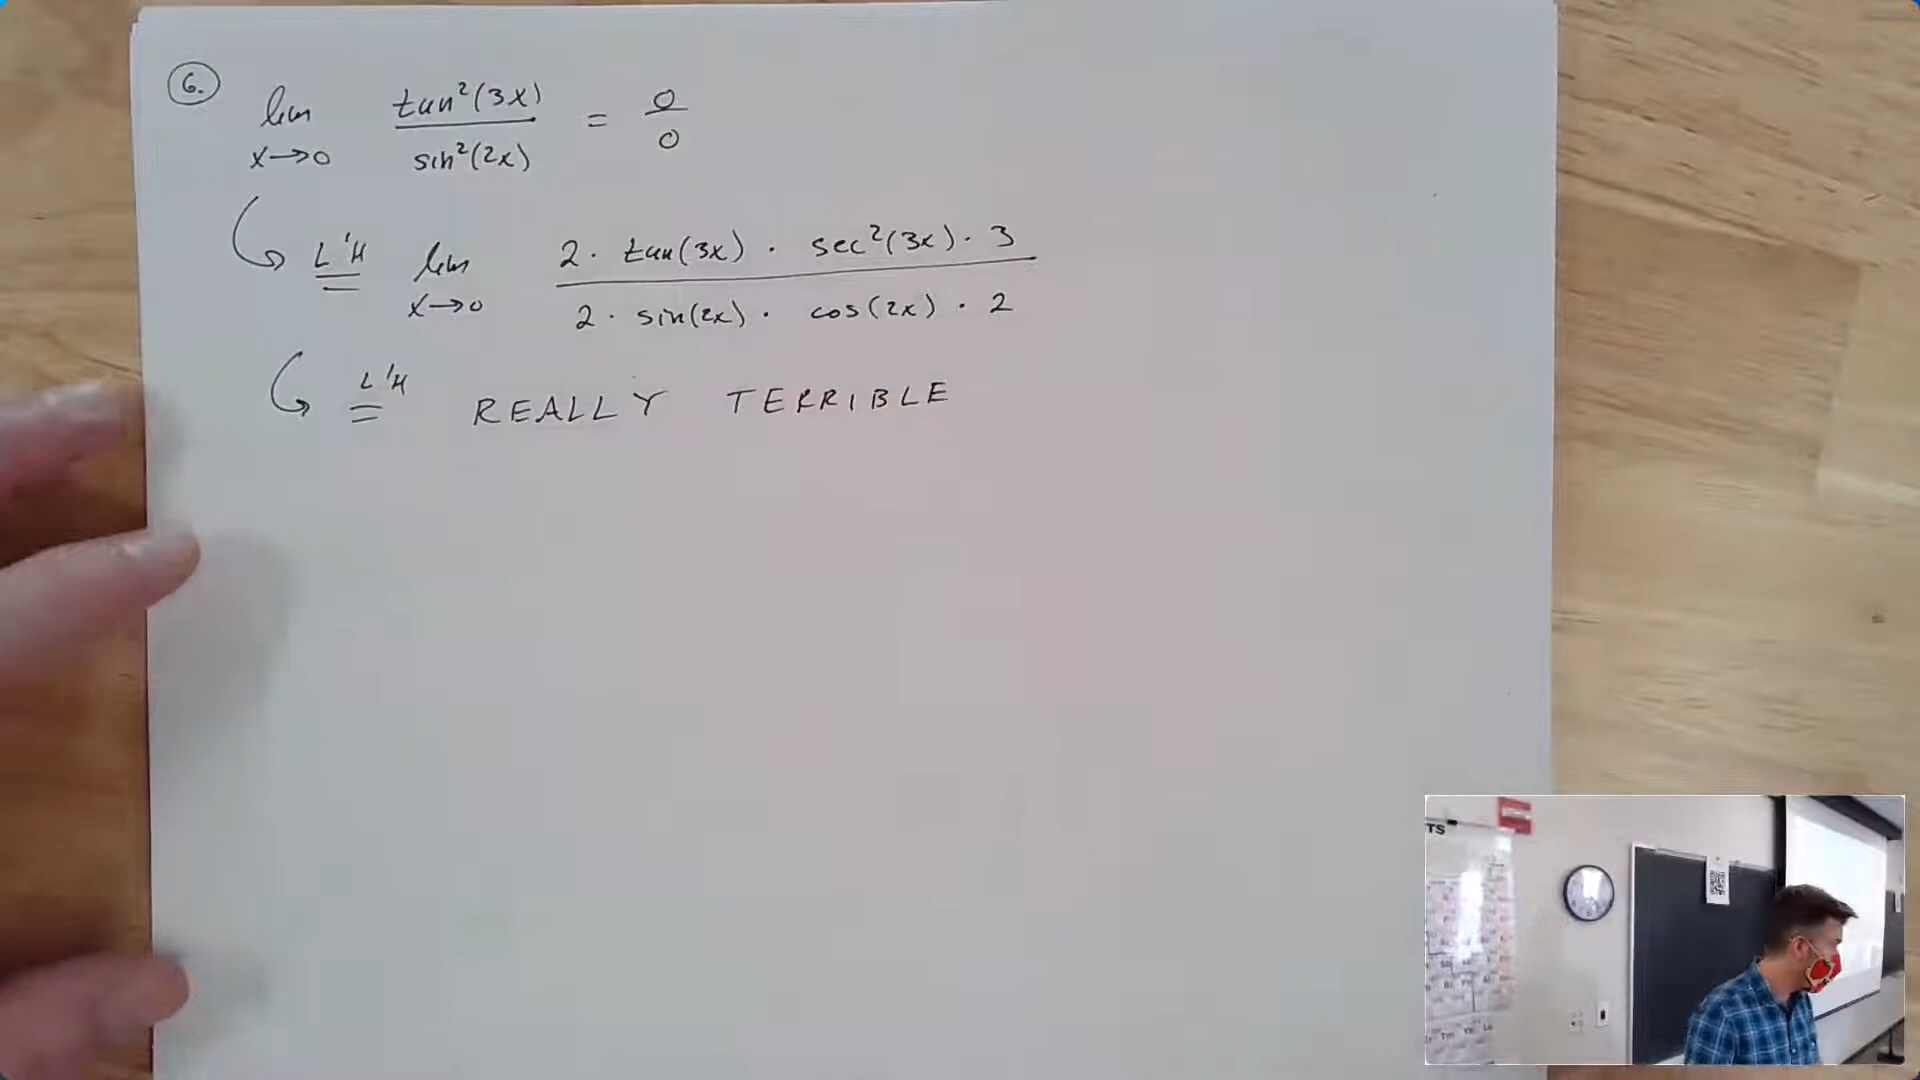 6.
lim x→0 tan²(3x) / sin²(2x) = 0/0
L'H = lim x→0 2 · tan(3x) · sec²(3x) · 3 / 2 · sin(2x) · cos(2x) · 2
L'H = REALLY TERRIBLE
TS